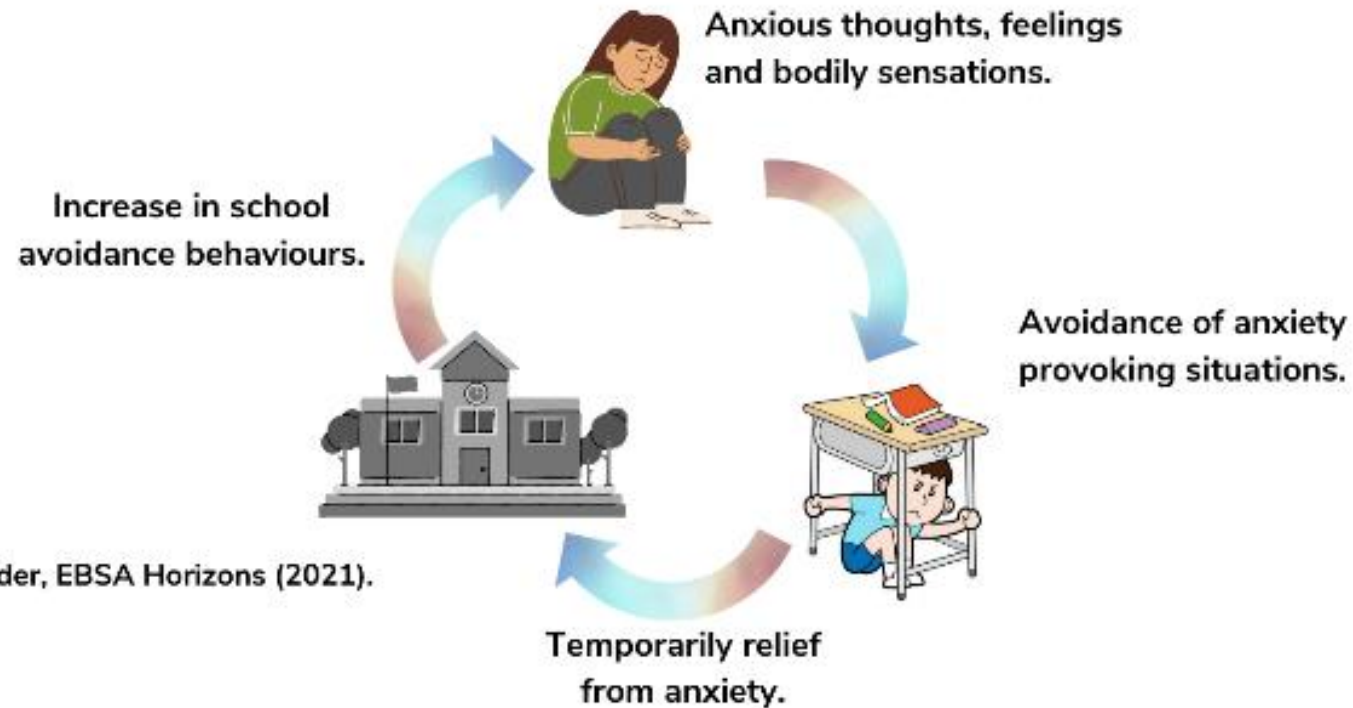 Anxious thoughts, feelings
and bodily sensations.
Increase in school
avoidance behaviours.
Avoidance of anxiety
provoking situations.
EBSA Horizons (2021).
Temporarily relief
from anxiety.